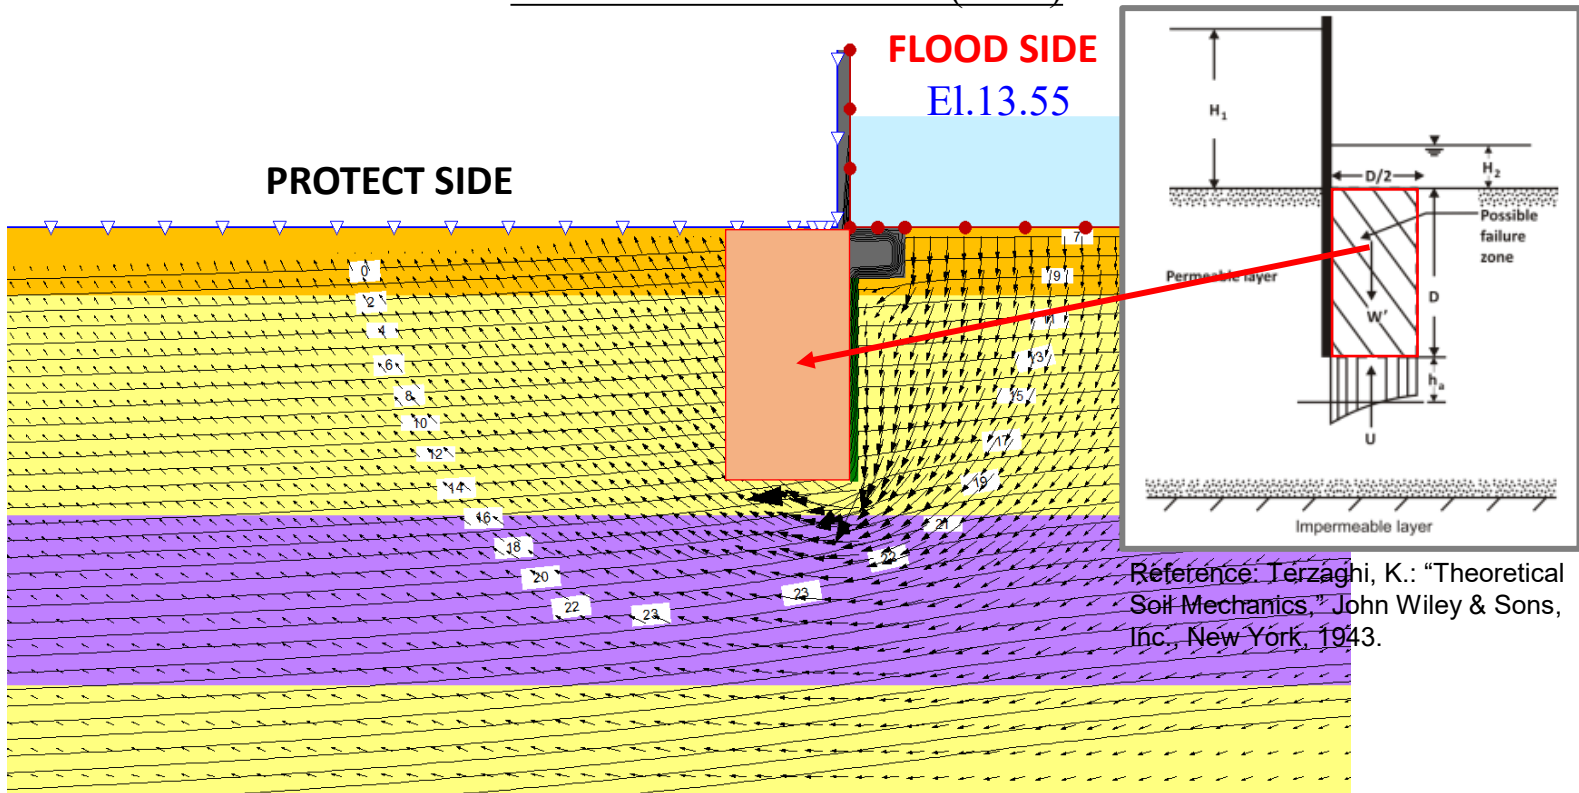 FLOOD SIDE
El.13.55
PROTECT SIDE
H₁
H₂
D/2
Possible
failure
zone
Permeable layer
D
W'
hₐ
U
Impermeable layer
Reference: Terzaghi, K.: “Theoretical
Soil Mechanics,” John Wiley & Sons,
Inc., New York, 1943.
0
2
4
6
8
10
12
14
16
18
20
22
23
23
7
9
13
15
17
19
21